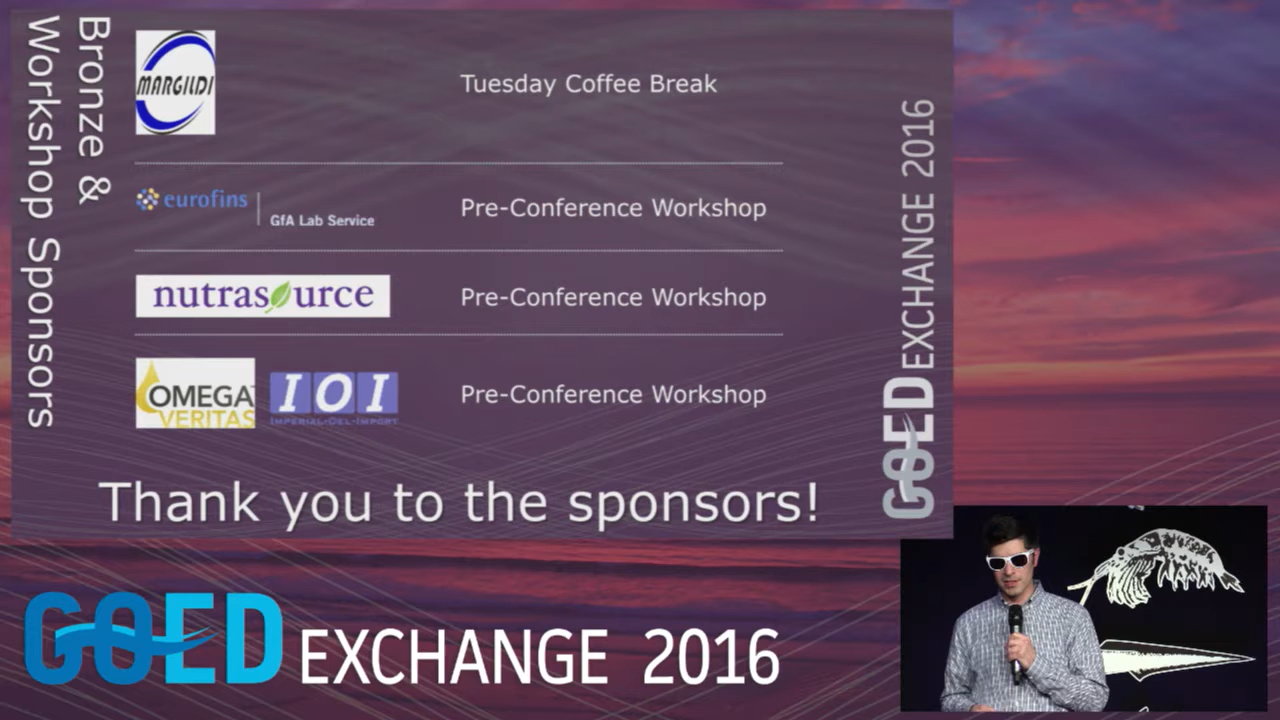 Bronze &
Workshop Sponsors
MARGILDI
Tuesday Coffee Break
eurofins
GfA Lab Service
Pre-Conference Workshop
nutrasource
Pre-Conference Workshop
OMEGA
VERITAS
IOI
IMPERIAL-OEL-IMPORT
Pre-Conference Workshop
Thank you to the sponsors!
GOED EXCHANGE 2016
GOED EXCHANGE 2016